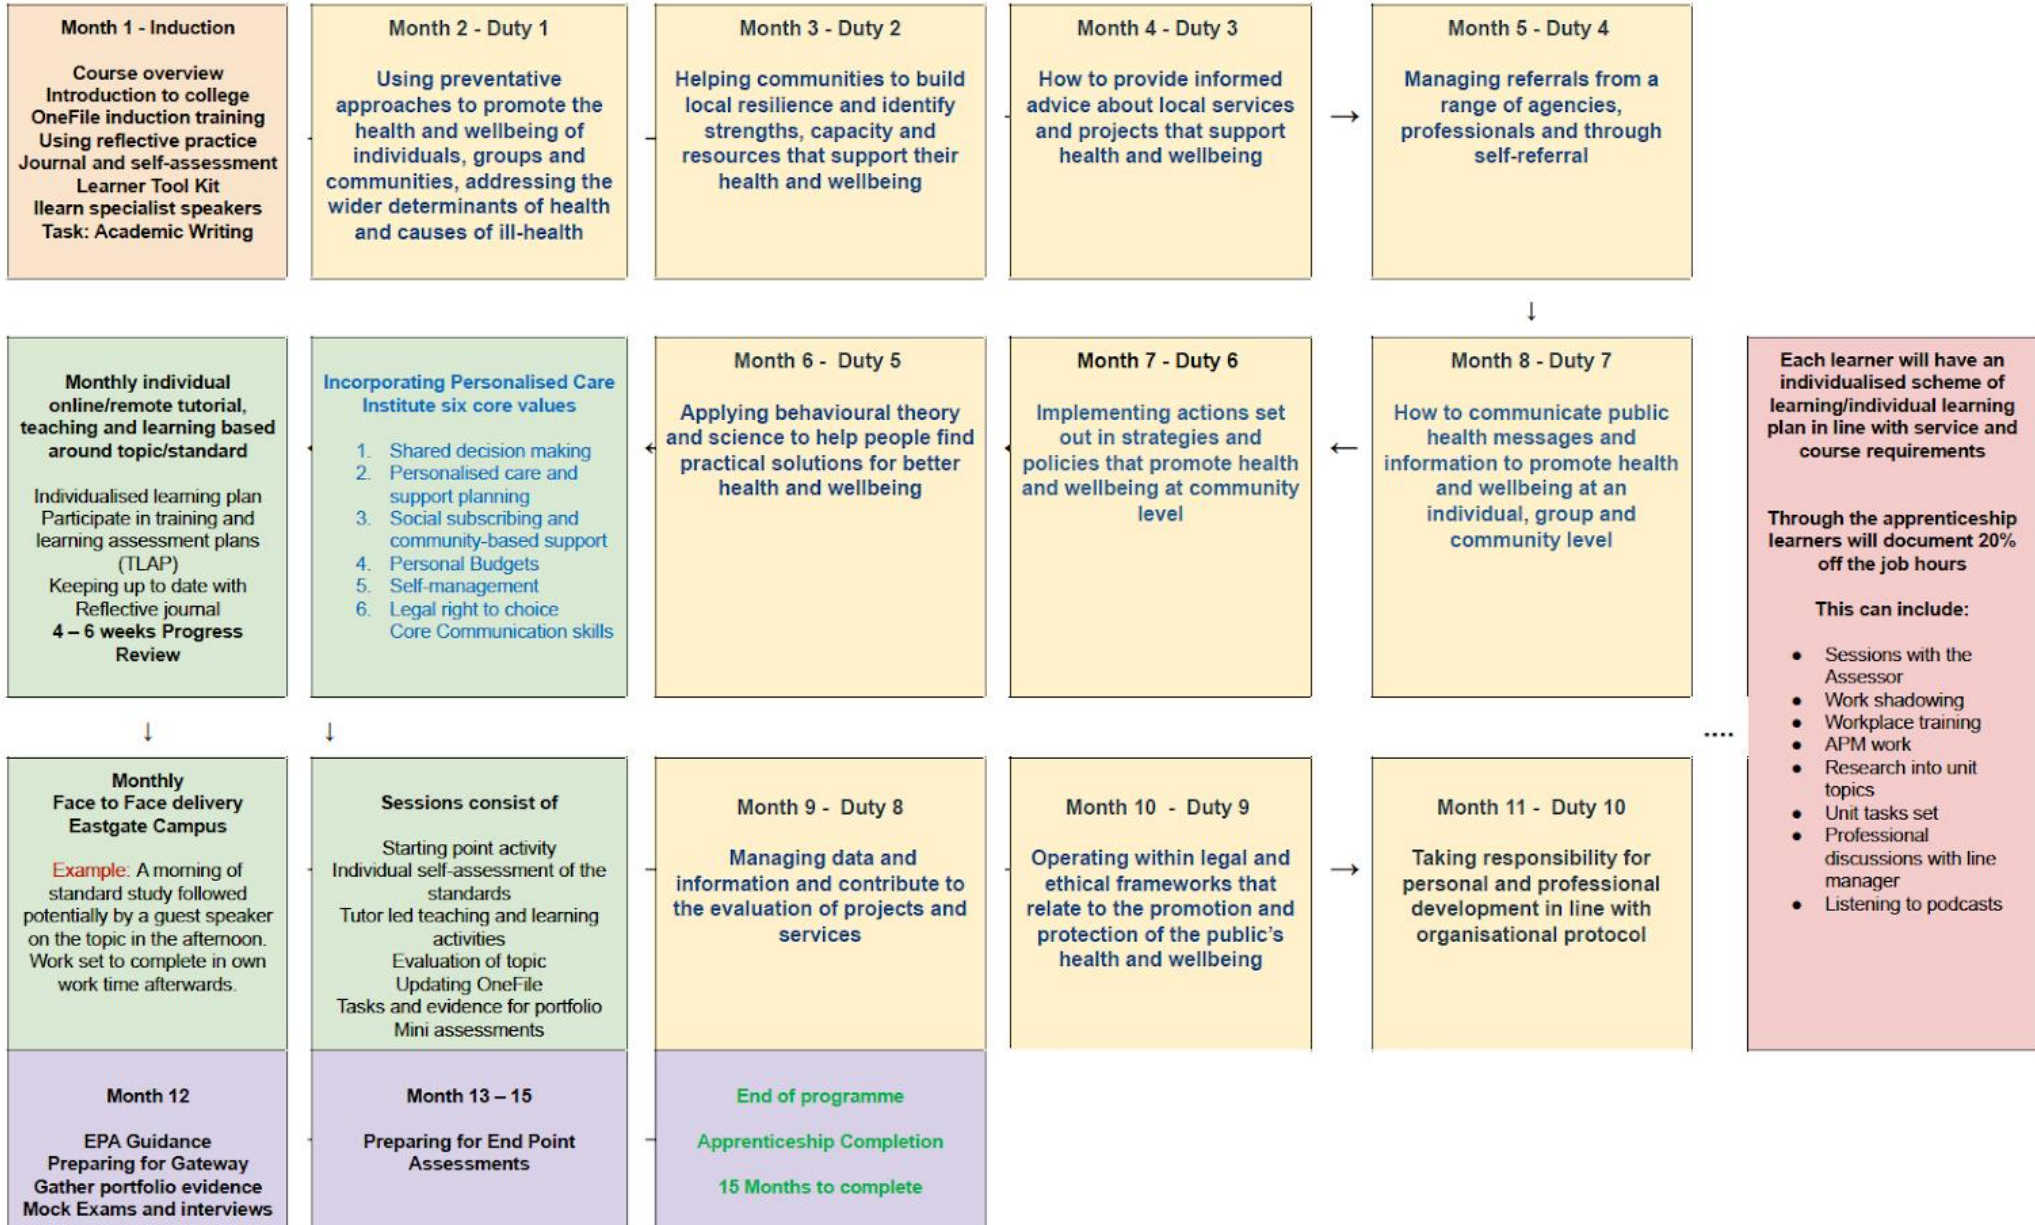 Month 1 - Induction
Course overview
Introduction to college
OneFile induction training
Using reflective practice
Journal and self-assessment
Learner Tool Kit
Ilearn specialist speakers
Task: Academic Writing
Month 2 - Duty 1
Using preventative
approaches to promote the
health and wellbeing of
individuals, groups and
communities, addressing the
wider determinants of health
and causes of ill-health
Month 3 - Duty 2
Helping communities to build
local resilience and identify
strengths, capacity and
resources that support their
health and wellbeing
Month 4 - Duty 3
How to provide informed
advice about local services
and projects that support
health and wellbeing
→
Month 5 - Duty 4
Managing referrals from a
range of agencies,
professionals and through
self-referral
↓
Monthly individual
online/remote tutorial,
teaching and learning based
around topic/standard
Individualised learning plan
Participate in training and
learning assessment plans
(TLAP)
Keeping up to date with
Reflective journal
4 – 6 weeks Progress
Review
Incorporating Personalised Care
Institute six core values
1. Shared decision making
2. Personalised care and
support planning
3. Social subscribing and
community-based support
4. Personal Budgets
5. Self-management
6. Legal right to choice
Core Communication skills
←
Month 6 - Duty 5
Applying behavioural theory
and science to help people find
practical solutions for better
health and wellbeing
Month 7 - Duty 6
Implementing actions set
out in strategies and
policies that promote health
and wellbeing at community
level
←
Month 8 - Duty 7
How to communicate public
health messages and
information to promote health
and wellbeing at an
individual, group and
community level
Each learner will have an
individualised scheme of
learning/individual learning
plan in line with service and
course requirements
Through the apprenticeship
learners will document 20%
off the job hours
This can include:
● Sessions with the
Assessor
● Work shadowing
● Workplace training
● APM work
● Research into unit
topics
● Unit tasks set
● Professional
discussions with line
manager
● Listening to podcasts
↓
↓
....
Monthly
Face to Face delivery
Eastgate Campus
Example: A morning of
standard study followed
potentially by a guest speaker
on the topic in the afternoon.
Work set to complete in own
work time afterwards.
Sessions consist of
Starting point activity
Individual self-assessment of the
standards
Tutor led teaching and learning
activities
Evaluation of topic
Updating OneFile
Tasks and evidence for portfolio
Mini assessments
Month 9 - Duty 8
Managing data and
information and contribute to
the evaluation of projects and
services
Month 10 - Duty 9
Operating within legal and
ethical frameworks that
relate to the promotion and
protection of the public's
health and wellbeing
→
Month 11 - Duty 10
Taking responsibility for
personal and professional
development in line with
organisational protocol
Month 12
EPA Guidance
Preparing for Gateway
Gather portfolio evidence
Mock Exams and interviews
Month 13 – 15
Preparing for End Point
Assessments
End of programme
Apprenticeship Completion
15 Months to complete